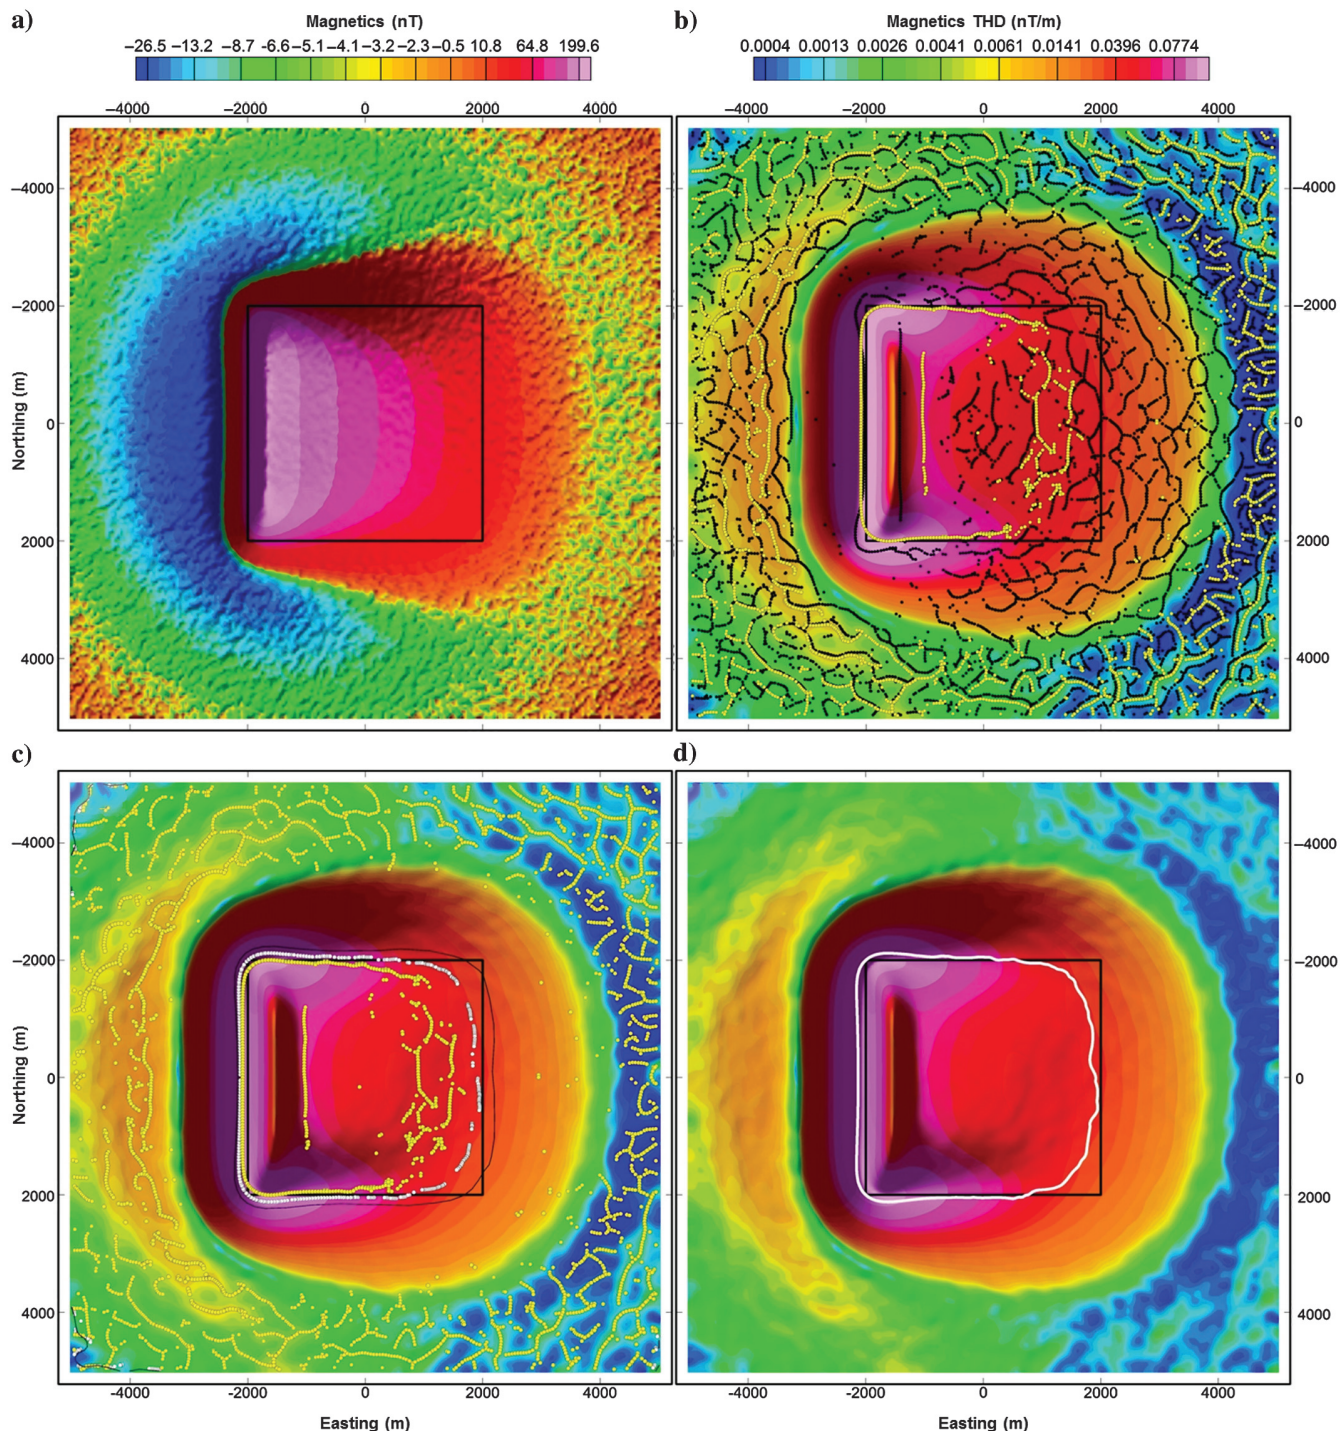 a)
Magnetics (nT)
−26.5 −13.2 −8.7 −6.6 −5.1 −4.1 −3.2 −2.3 −0.5 10.8 64.8 199.6
−4000 −2000 0 2000 4000
−4000
−2000
0
2000
4000
Northing (m)
b)
Magnetics THD (nT/m)
0.0004 0.0013 0.0026 0.0041 0.0061 0.0141 0.0396 0.0774
−4000 −2000 0 2000 4000
−4000
−2000
0
2000
4000
c)
−4000
−2000
0
2000
4000
Northing (m)
−4000 -2000 0 2000 4000
Easting (m)
d)
−4000
−2000
0
2000
4000
-4000 −2000 0 2000 4000
Easting (m)